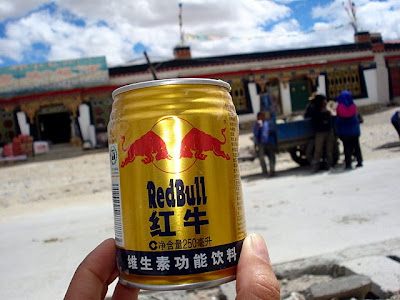 RedBull
红牛
净含量250毫升
维生素功能饮料